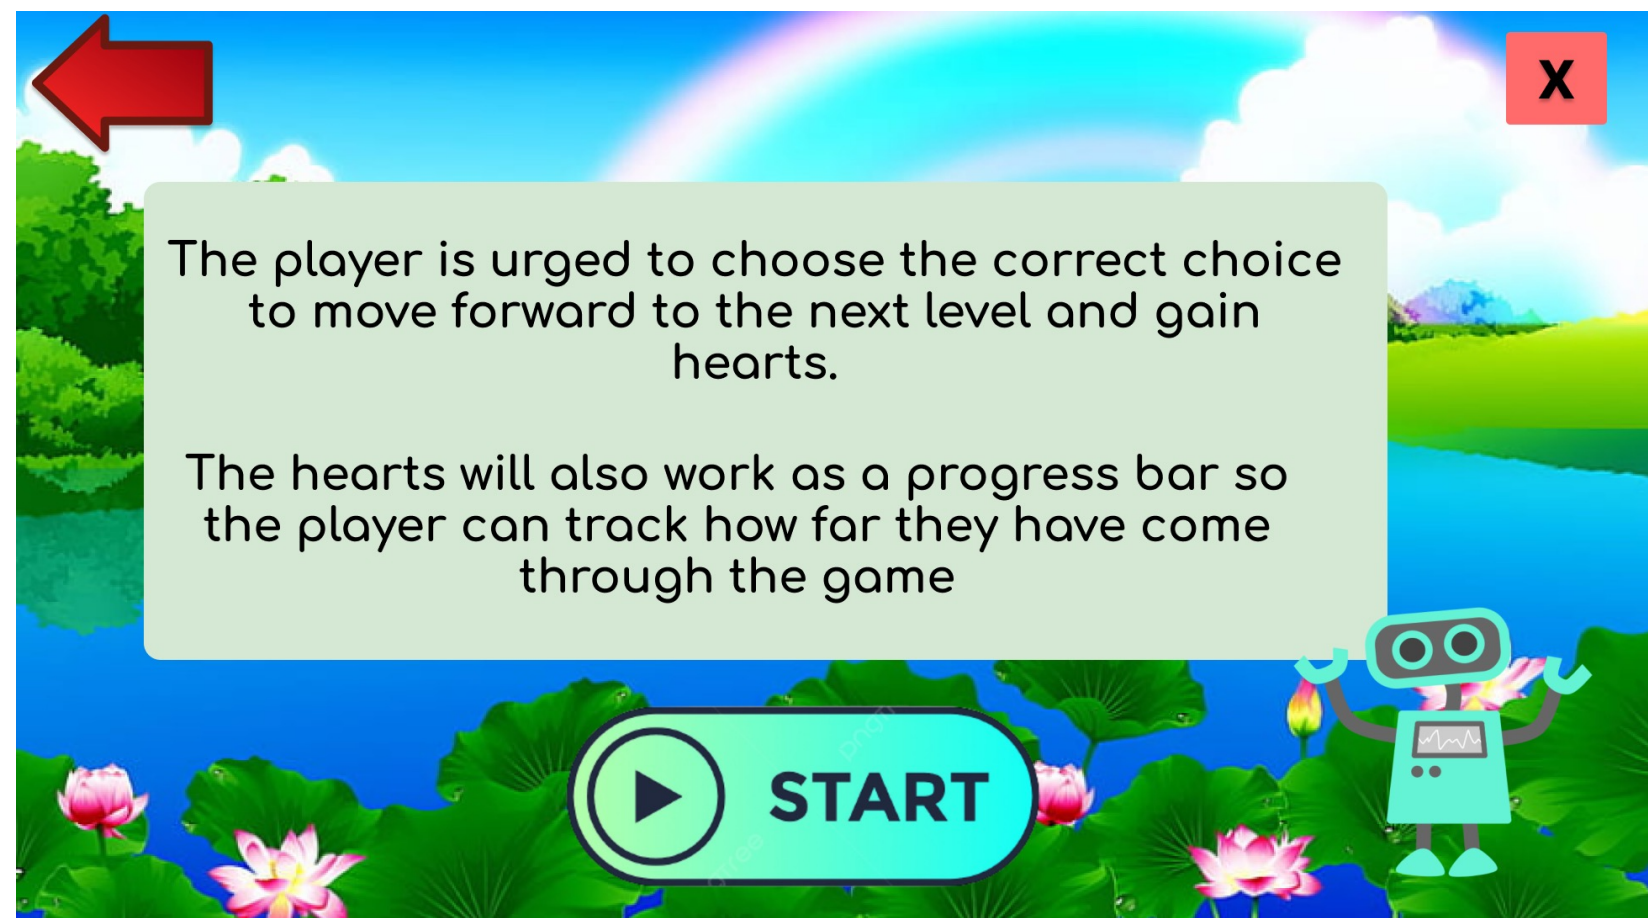 X
The player is urged to choose the correct choice
to move forward to the next level and gain
hearts.
The hearts will also work as a progress bar so
the player can track how far they have come
through the game
START